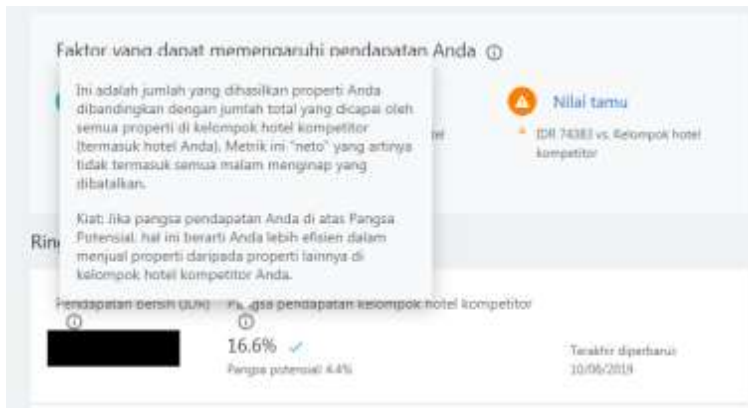 Faktor yang dapat memengaruhi pendapatan Anda
Ini adalah jumlah yang dihasilkan properti Anda
dibandingkan dengan jumlah total yang dicapai oleh
semua properti di kelompok hotel kompetitor
(termasuk hotel Anda). Metrik ini "neto" yang artinya
tidak termasuk semua malam menginap yang
dibatalkan.
Kiat: Jika pangsa pendapatan Anda di atas Pangsa
Potensial, hal ini berarti Anda lebih efisien dalam
menjual properti daripada properti lainnya di
kelompok hotel kompetitor Anda.
Nilai tamu
IDR 74383 vs. Kelompok hotel
kompetitor
Rin
Pendapatan bersih (IDR)
Pangsa pendapatan kelompok hotel kompetitor
16.6%
Pangsa potensial: 4.4%
Terakhir diperbarui:
10/06/2019